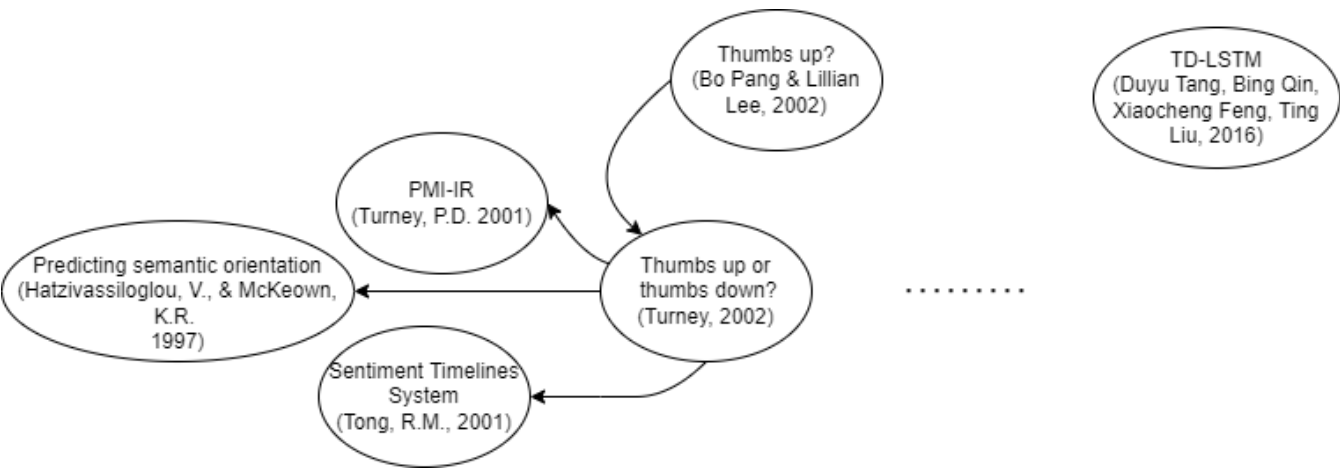 Thumbs up?
(Bo Pang & Lillian
Lee, 2002)
TD-LSTM
(Duyu Tang, Bing Qin,
Xiaocheng Feng, Ting
Liu, 2016)
PMI-IR
(Turney, P.D. 2001)
Predicting semantic orientation
(Hatzivassiloglou, V., & McKeown,
K.R.
1997)
Thumbs up or
thumbs down?
(Turney, 2002)
.........
Sentiment Timelines
System
(Tong, R.M., 2001)